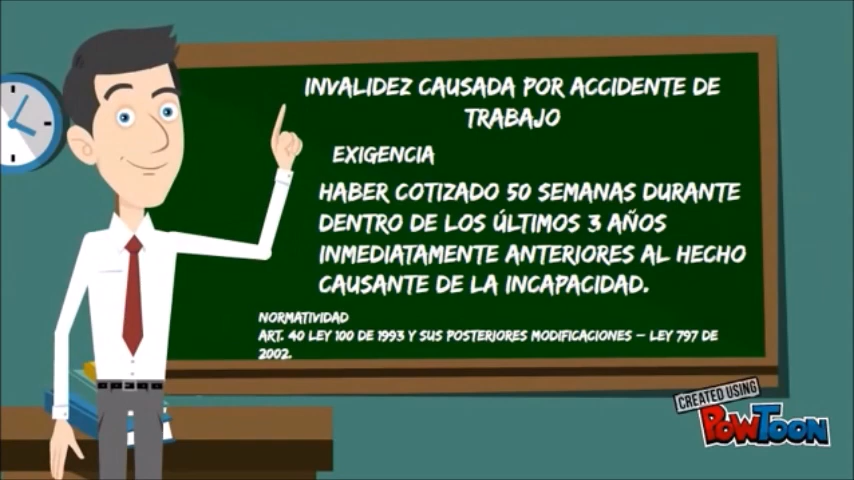 INVALIDEZ CAUSADA POR ACCIDENTE DE
TRABAJO
EXIGENCIA
HABER COTIZADO 50 SEMANAS DURANTE
DENTRO DE LOS ÚLTIMOS 3 AÑOS
INMEDIATAMENTE ANTERIORES AL HECHO
CAUSANTE DE LA INCAPACIDAD.
NORMATIVIDAD
ART. 40 LEY 100 DE 1993 Y SUS POSTERIORES MODIFICACIONES – LEY 797 DE
2002.
CREATED USING
POWTOON